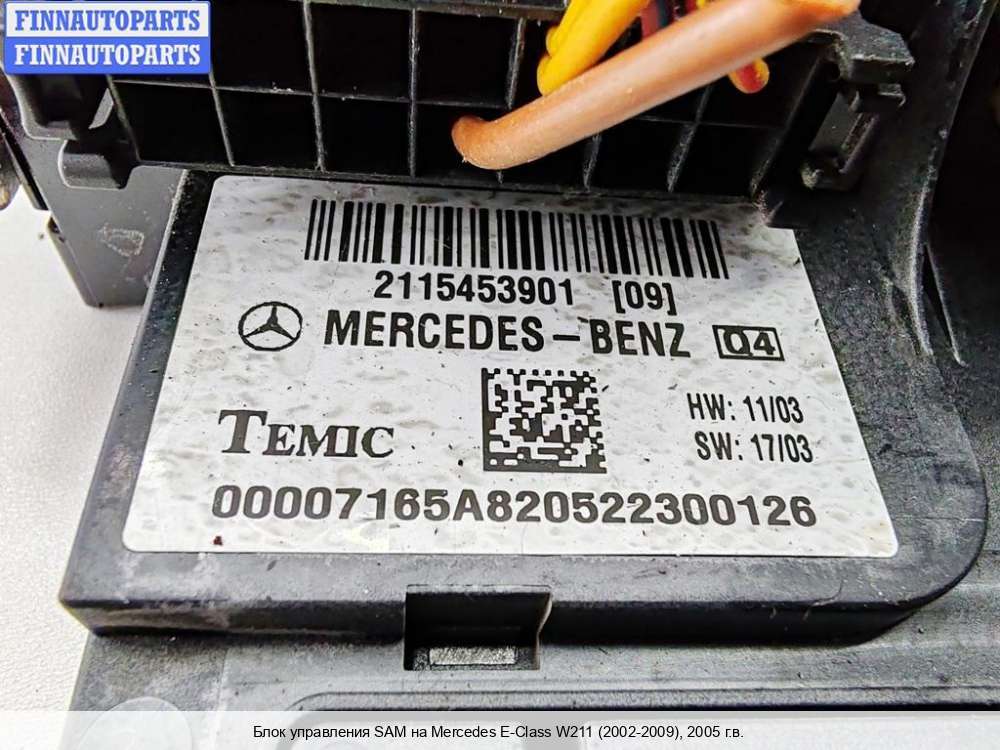 FINNAUTOPARTS
FINNAUTOPARTS
2115453901 [09]
MERCEDES-BENZ Q4
HW: 11/03
TEMIC
SW: 17/03
00007165A820522300126
Блок управления SAM на Mercedes E-Class W211 (2002-2009), 2005 г.в.